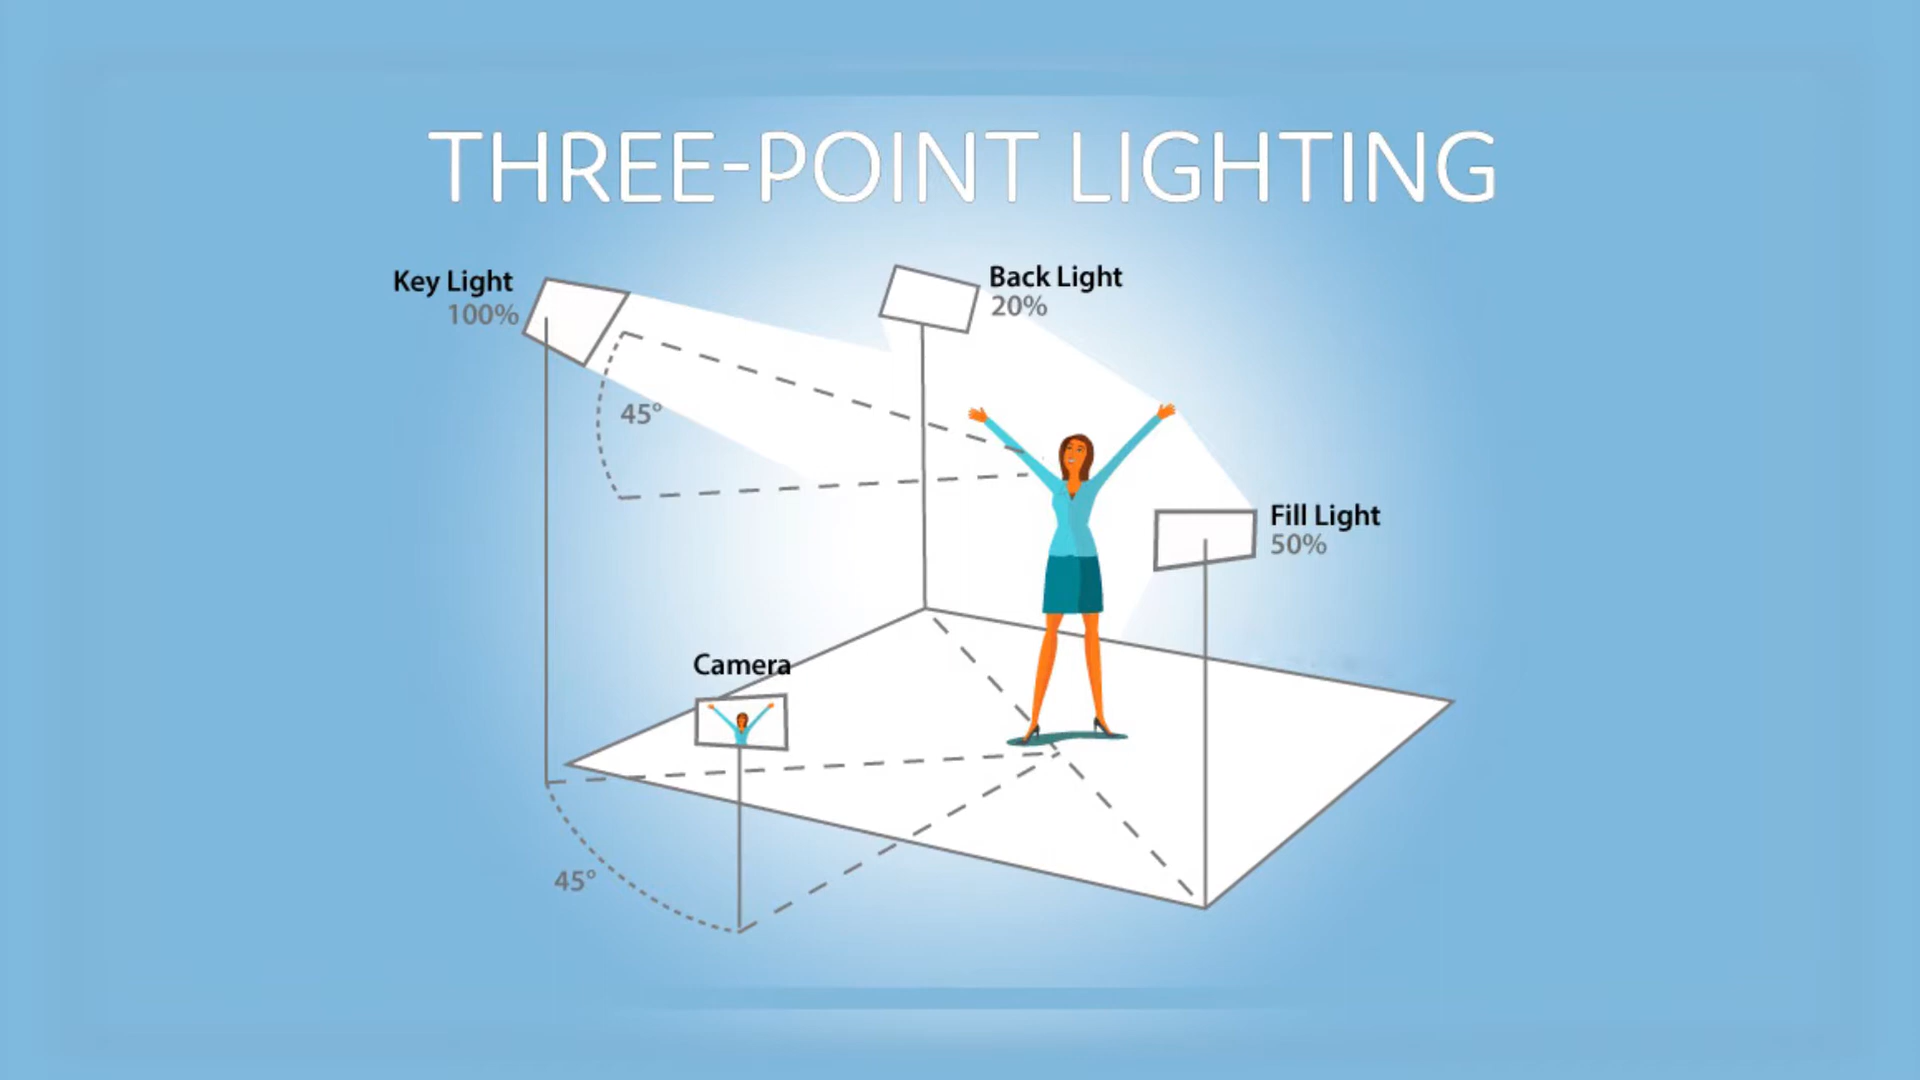 THREE-POINT LIGHTING
Key Light
100%
Back Light
20%
45°
Fill Light
50%
Camera
45°